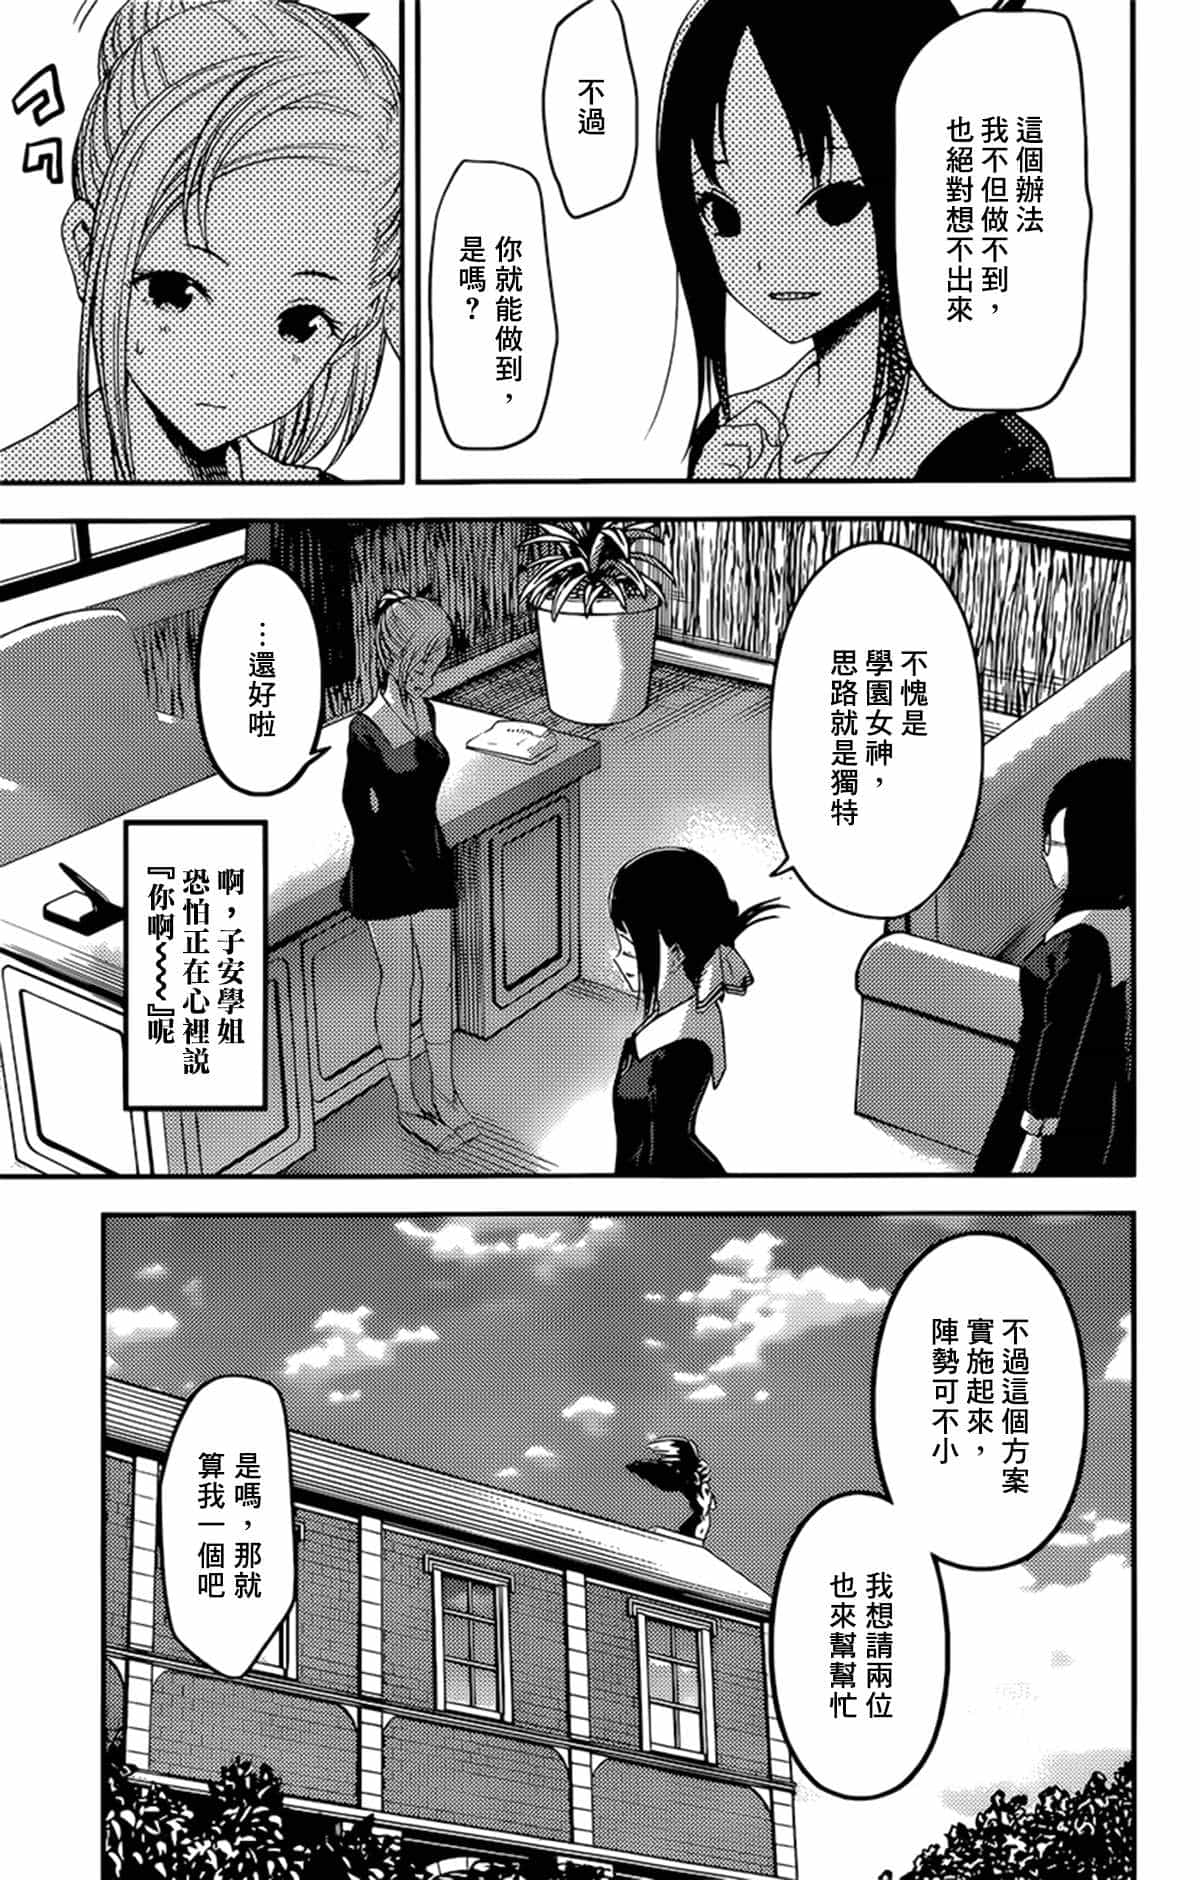 這個辦法
我不但做不到，
也絕對想不出來
不過
你就能做到，
是嗎？
コク
不愧是
學園女神，
思路就是獨特
…還好啦
啊，子安學姐
恐怕正在心裡説
『你啊~~~~』呢
不過這個方案
實施起來，
陣勢可不小
我想請兩位
也來幫幫忙
是嗎，那就
算我一個吧